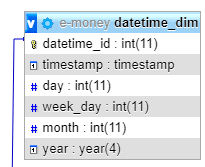 v e-money datetime_dim
datetime_id : int(11)
timestamp : timestamp
# day : int(11)
# week_day : int(11)
# month : int(11)
year : year(4)